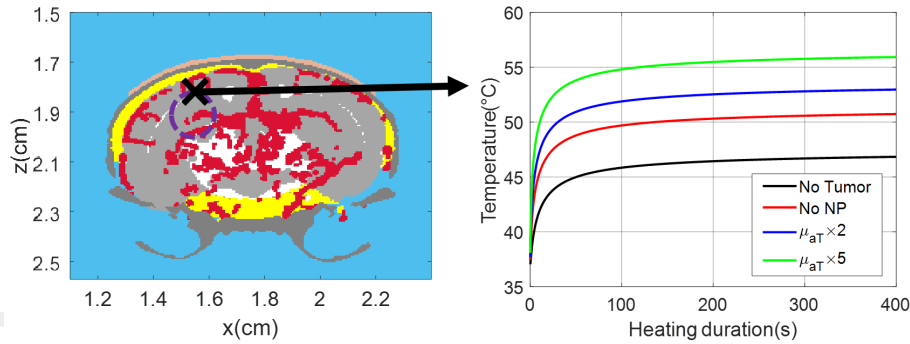 1.5
1.7
1.9
2.1
2.3
2.5
z(cm)
1.2
1.4
1.6
1.8
2
2.2
x(cm)
60
55
50
45
40
35
Temperature(°C)
No Tumor
No NP
μaT×2
μaT×5
0
100
200
300
400
Heating duration(s)